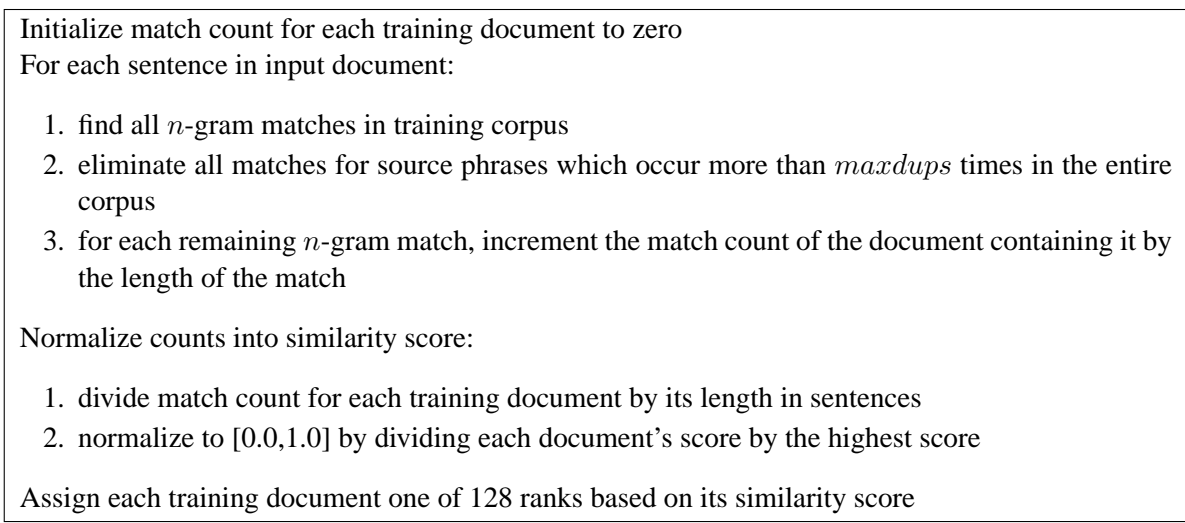 Initialize match count for each training document to zero
For each sentence in input document:
1. find all n-gram matches in training corpus
2. eliminate all matches for source phrases which occur more than maxdups times in the entire
corpus
3. for each remaining n-gram match, increment the match count of the document containing it by
the length of the match
Normalize counts into similarity score:
1. divide match count for each training document by its length in sentences
2. normalize to [0.0,1.0] by dividing each document's score by the highest score
Assign each training document one of 128 ranks based on its similarity score